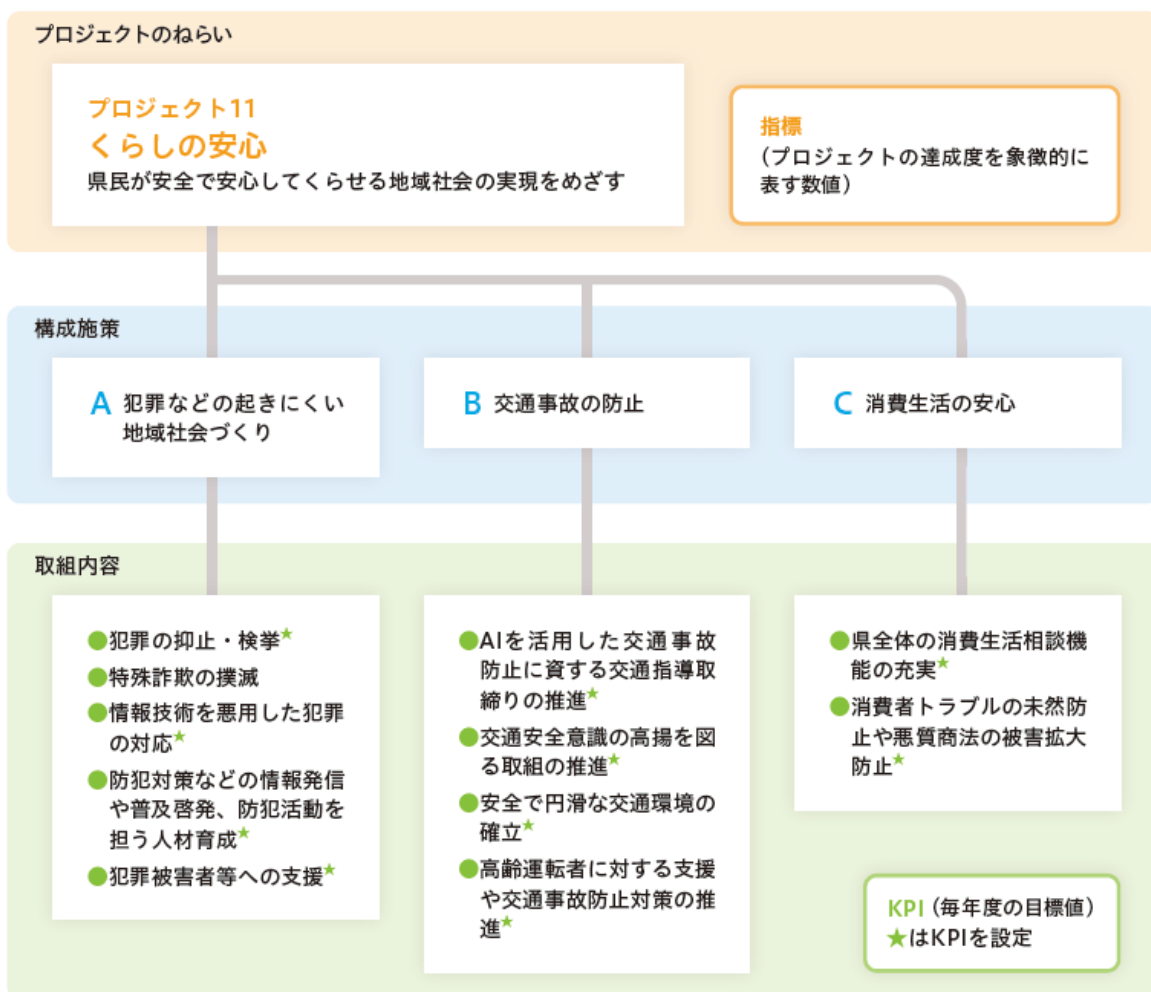 プロジェクトのねらい
プロジェクト11
くらしの安心
県民が安全で安心してくらせる地域社会の実現をめざす
指標
(プロジェクトの達成度を象徴的に
表す数値)
構成施策
A 犯罪などの起きにくい
地域社会づくり
B 交通事故の防止
C 消費生活の安心
取組内容
●犯罪の抑止・検挙★
●特殊詐欺の撲滅
●情報技術を悪用した犯罪
の対応★
●防犯対策などの情報発信
や普及啓発、防犯活動を
担う人材育成★
●犯罪被害者等への支援★
●AIを活用した交通事故
防止に資する交通指導取
締りの推進★
●交通安全意識の高揚を図
る取組の推進★
●安全で円滑な交通環境の
確立★
●高齢運転者に対する支援
や交通事故防止対策の推
進★
●県全体の消費生活相談機
能の充実★
●消費者トラブルの未然防
止や悪質商法の被害拡大
防止★
KPI (毎年度の目標値)
★はKPIを設定